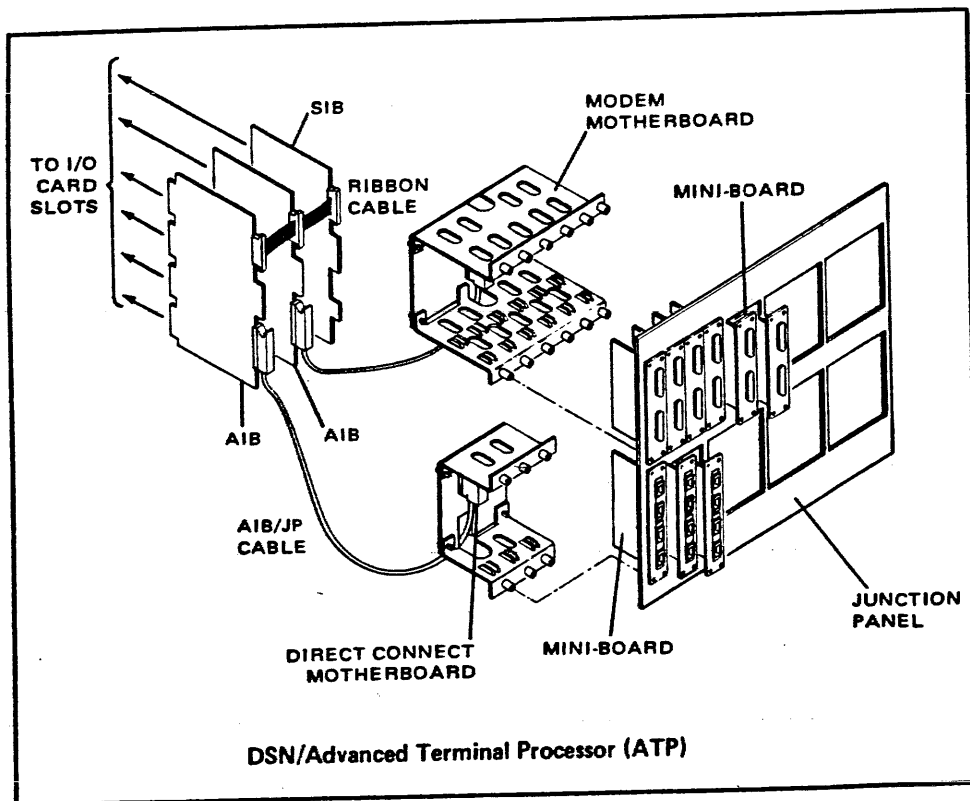 SIB
MODEM
MOTHERBOARD
TO I/O
CARD
SLOTS
RIBBON
CABLE
MINI-BOARD
AIB
AIB
AIB/JP
CABLE
JUNCTION
PANEL
DIRECT CONNECT
MOTHERBOARD
MINI-BOARD
DSN/Advanced Terminal Processor (ATP)